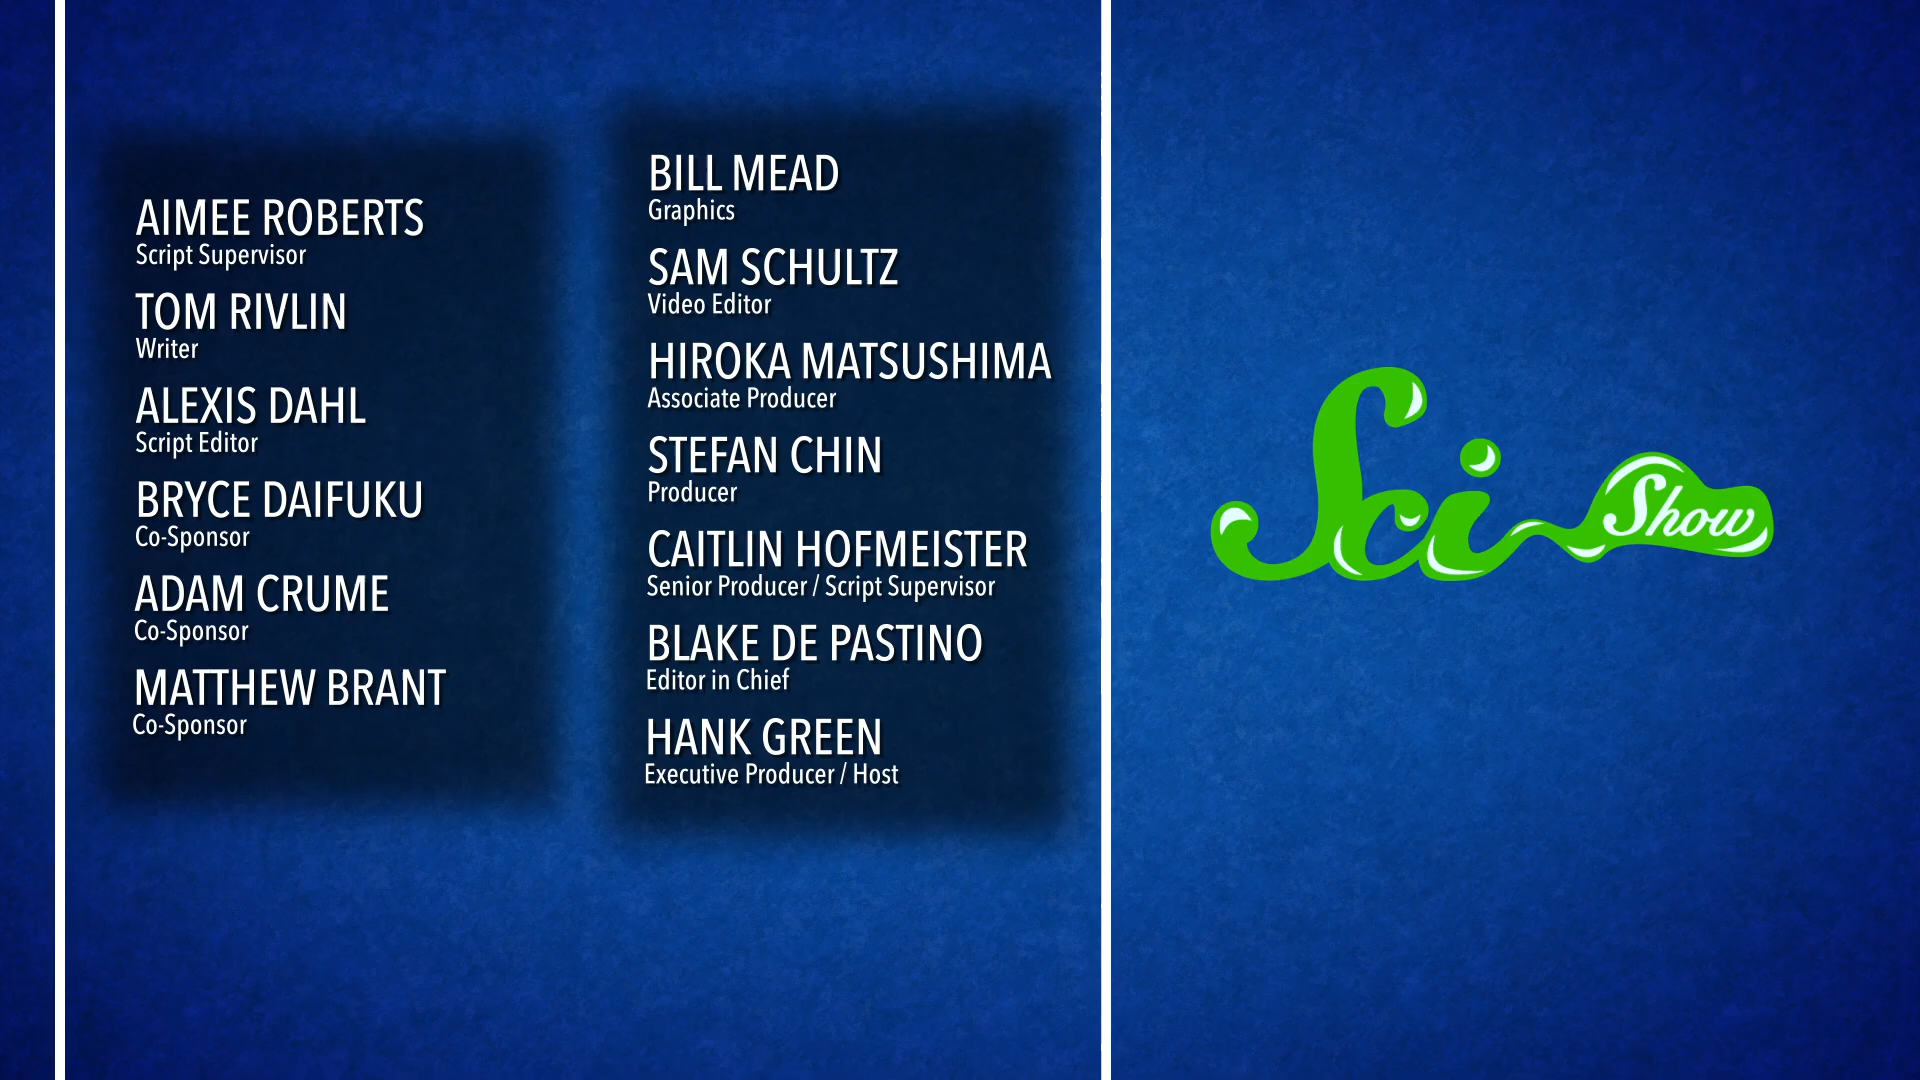 AIMEE ROBERTS
Script Supervisor
TOM RIVLIN
Writer
ALEXIS DAHL
Script Editor
BRYCE DAIFUKU
Co-Sponsor
ADAM CRUME
Co-Sponsor
MATTHEW BRANT
Co-Sponsor
BILL MEAD
Graphics
SAM SCHULTZ
Video Editor
HIROKA MATSUSHIMA
Associate Producer
STEFAN CHIN
Producer
CAITLIN HOFMEISTER
Senior Producer / Script Supervisor
BLAKE DE PASTINO
Editor in Chief
HANK GREEN
Executive Producer / Host
Sci Show